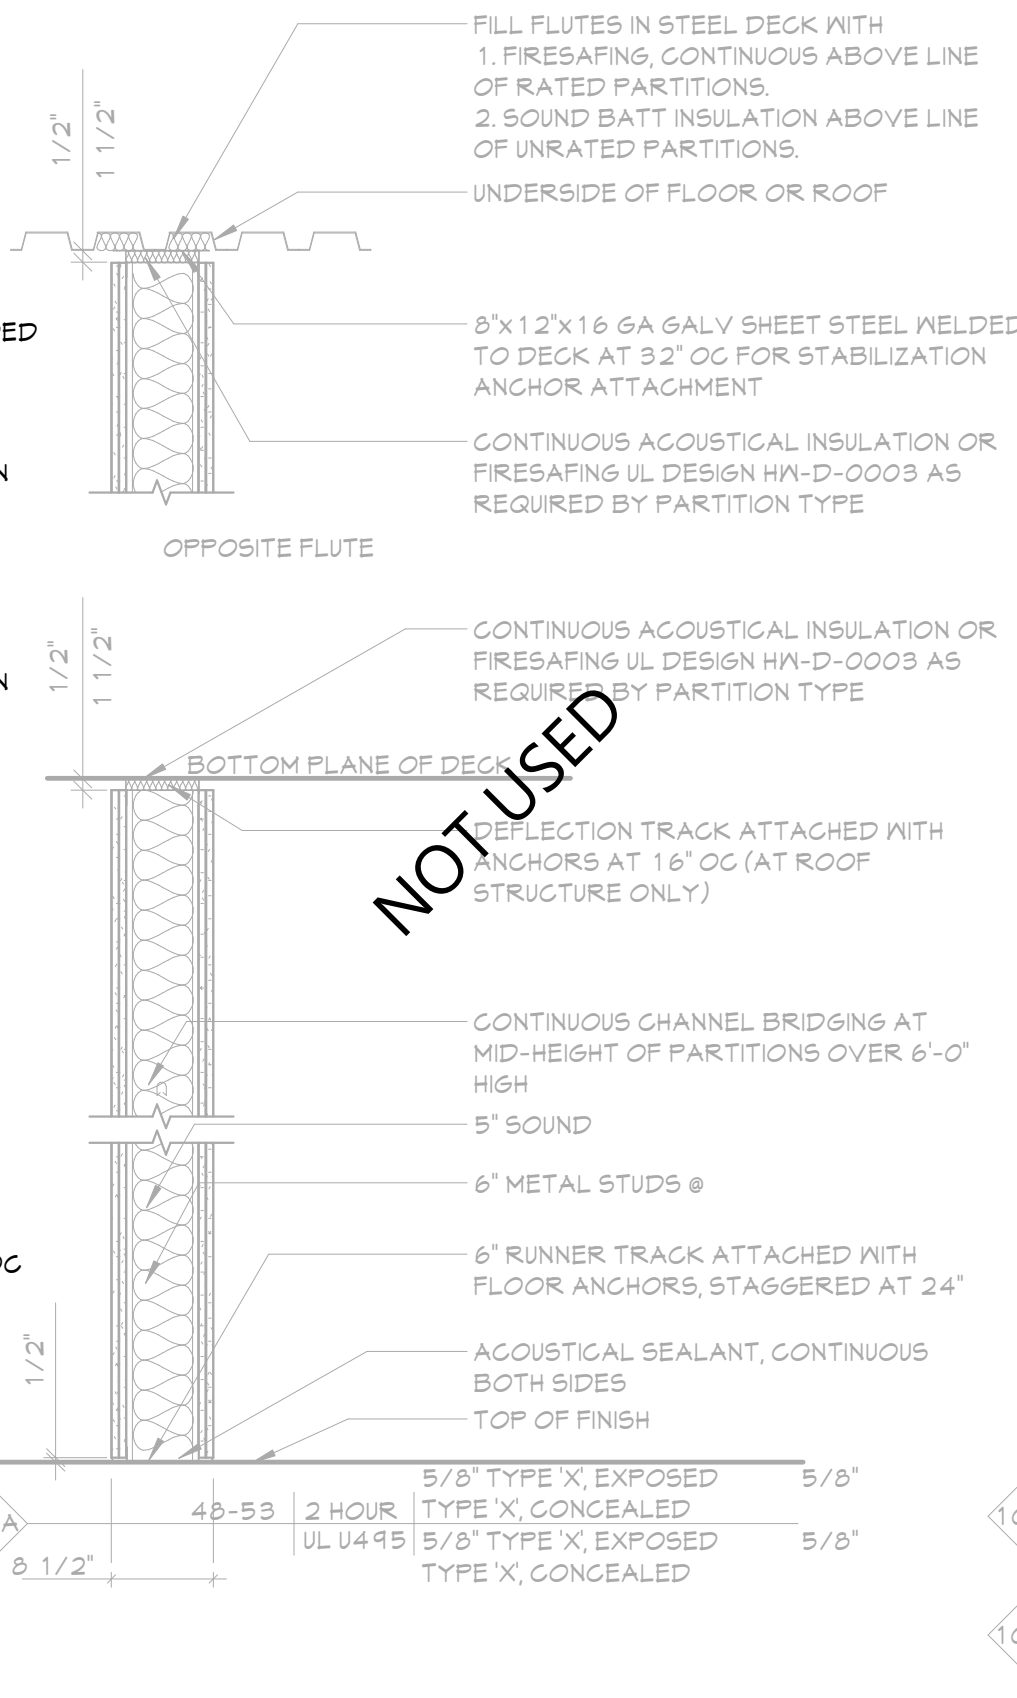 FILL FLUTES IN STEEL DECK WITH
1. FIRESAFING, CONTINUOUS ABOVE LINE
OF RATED PARTITIONS.
2. SOUND BATT INSULATION ABOVE LINE
OF UNRATED PARTITIONS.
1/2"
1 1/2"
UNDERSIDE OF FLOOR OR ROOF
8"x12"x16 GA GALV SHEET STEEL WELDED
TO DECK AT 32" OC FOR STABILIZATION
ANCHOR ATTACHMENT
CONTINUOUS ACOUSTICAL INSULATION OR
FIRESAFING UL DESIGN HW-D-0003 AS
REQUIRED BY PARTITION TYPE
OPPOSITE FLUTE
1/2"
1 1/2"
CONTINUOUS ACOUSTICAL INSULATION OR
FIRESAFING UL DESIGN HW-D-0003 AS
REQUIRED BY PARTITION TYPE
NOT USED
BOTTOM PLANE OF DECK
DEFLECTION TRACK ATTACHED WITH
ANCHORS AT 16" OC (AT ROOF
STRUCTURE ONLY)
CONTINUOUS CHANNEL BRIDGING AT
MID-HEIGHT OF PARTITIONS OVER 6'-0"
HIGH
5" SOUND
6" METAL STUDS @
OC
6" RUNNER TRACK ATTACHED WITH
FLOOR ANCHORS, STAGGERED AT 24"
1/2"
ACOUSTICAL SEALANT, CONTINUOUS
BOTH SIDES
TOP OF FINISH
5/8" TYPE 'X', EXPOSED 5/8"
A 48-53 2 HOUR TYPE 'X', CONCEALED
UL U495 5/8" TYPE 'X', EXPOSED 5/8"
8 1/2" TYPE 'X', CONCEALED